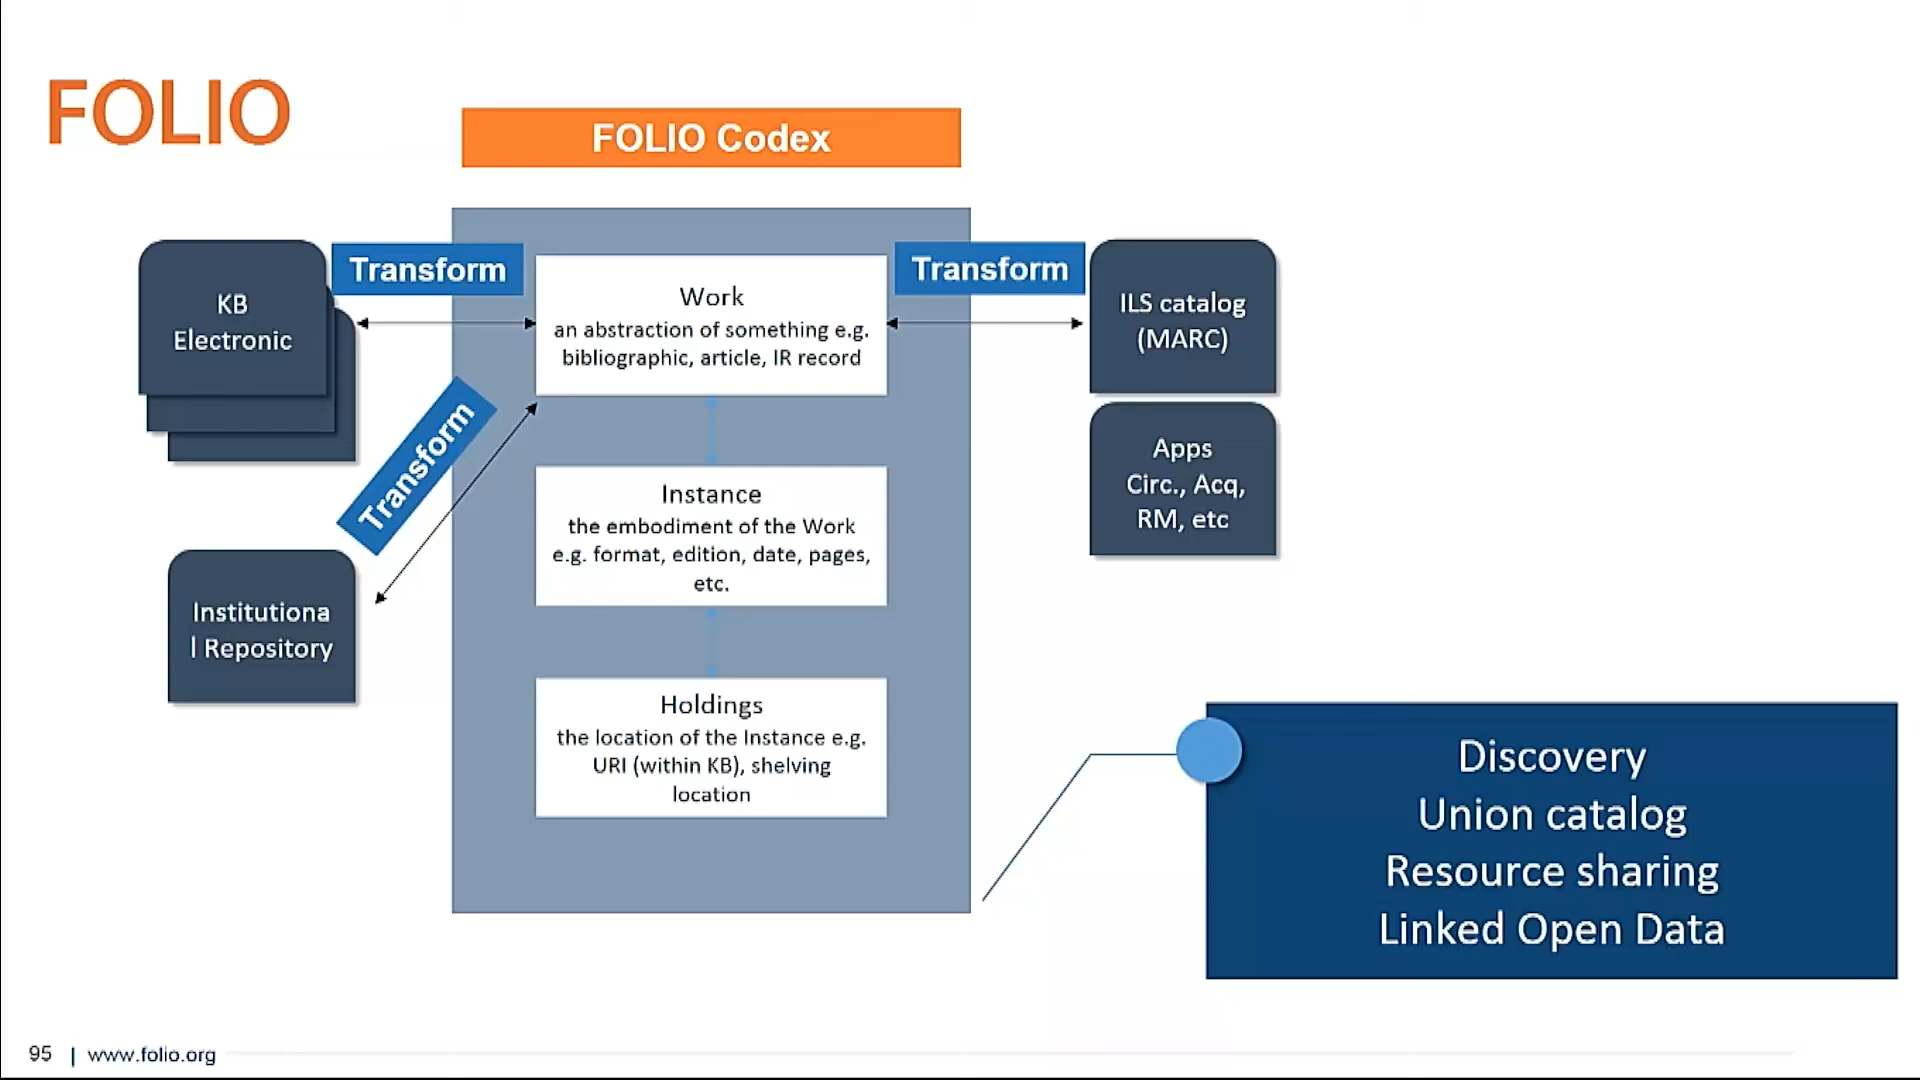 FOLIO
FOLIO Codex
Transform
Transform
KB
Electronic
Work
an abstraction of something e.g.
bibliographic, article, IR record
ILS catalog
(MARC)
Transform
Apps
Circ., Acq,
RM, etc
Instance
the embodiment of the Work
e.g. format, edition, date, pages,
etc.
Institutiona
l Repository
Holdings
the location of the Instance e.g.
URI (within KB), shelving
location
Discovery
Union catalog
Resource sharing
Linked Open Data
95 | www.folio.org